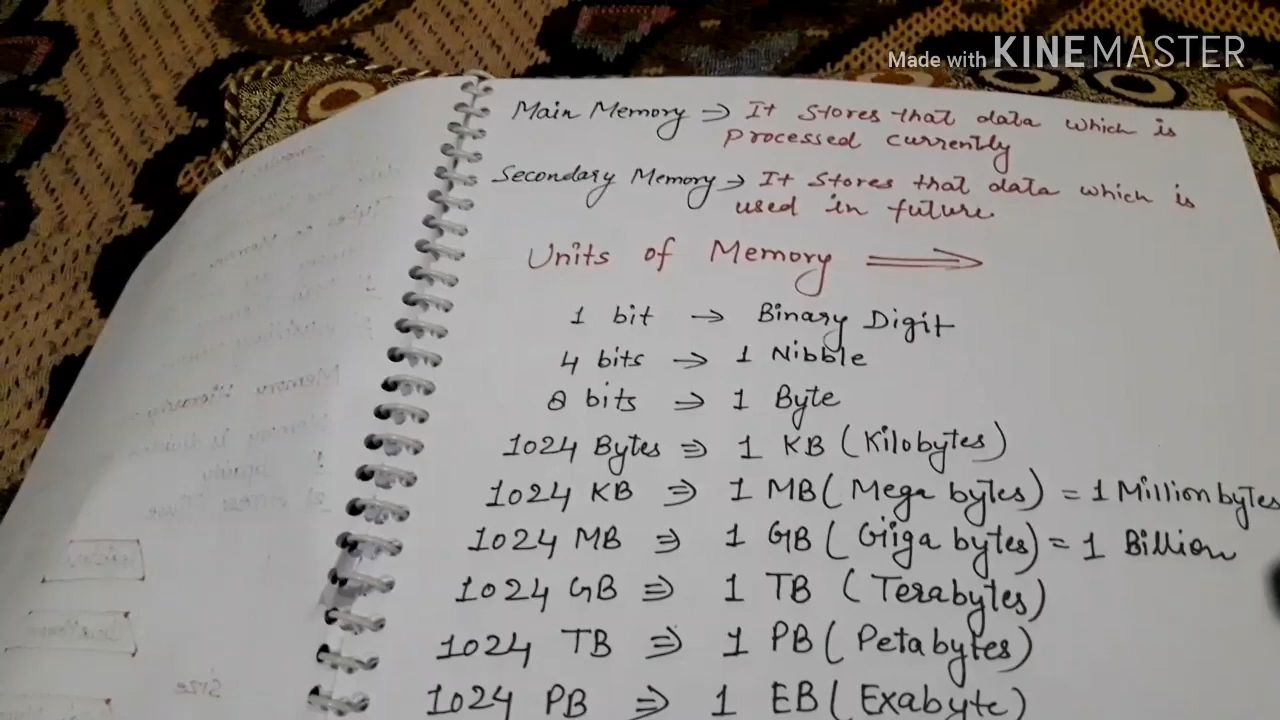 Made with KINEMASTER
Main Memory → It stores that data which is
processed currently
Secondary Memory → It stores that data which is
used in future.
Units of Memory ⟹
1 bit → Binary Digit
4 bits → 1 Nibble
8 bits → 1 Byte
1024 Bytes ⇒ 1 KB (Kilobytes)
1024 KB ⇒ 1 MB (Mega bytes) = 1 Million bytes
1024 MB ⇒ 1 GB (Giiga bytes) = 1 Billion
1024 GB ⇒ 1 TB (Terabytes)
1024 TB ⇒ 1 PB (Petabytes)
1024 PB ⇒ 1 EB (Exabyte)
Size